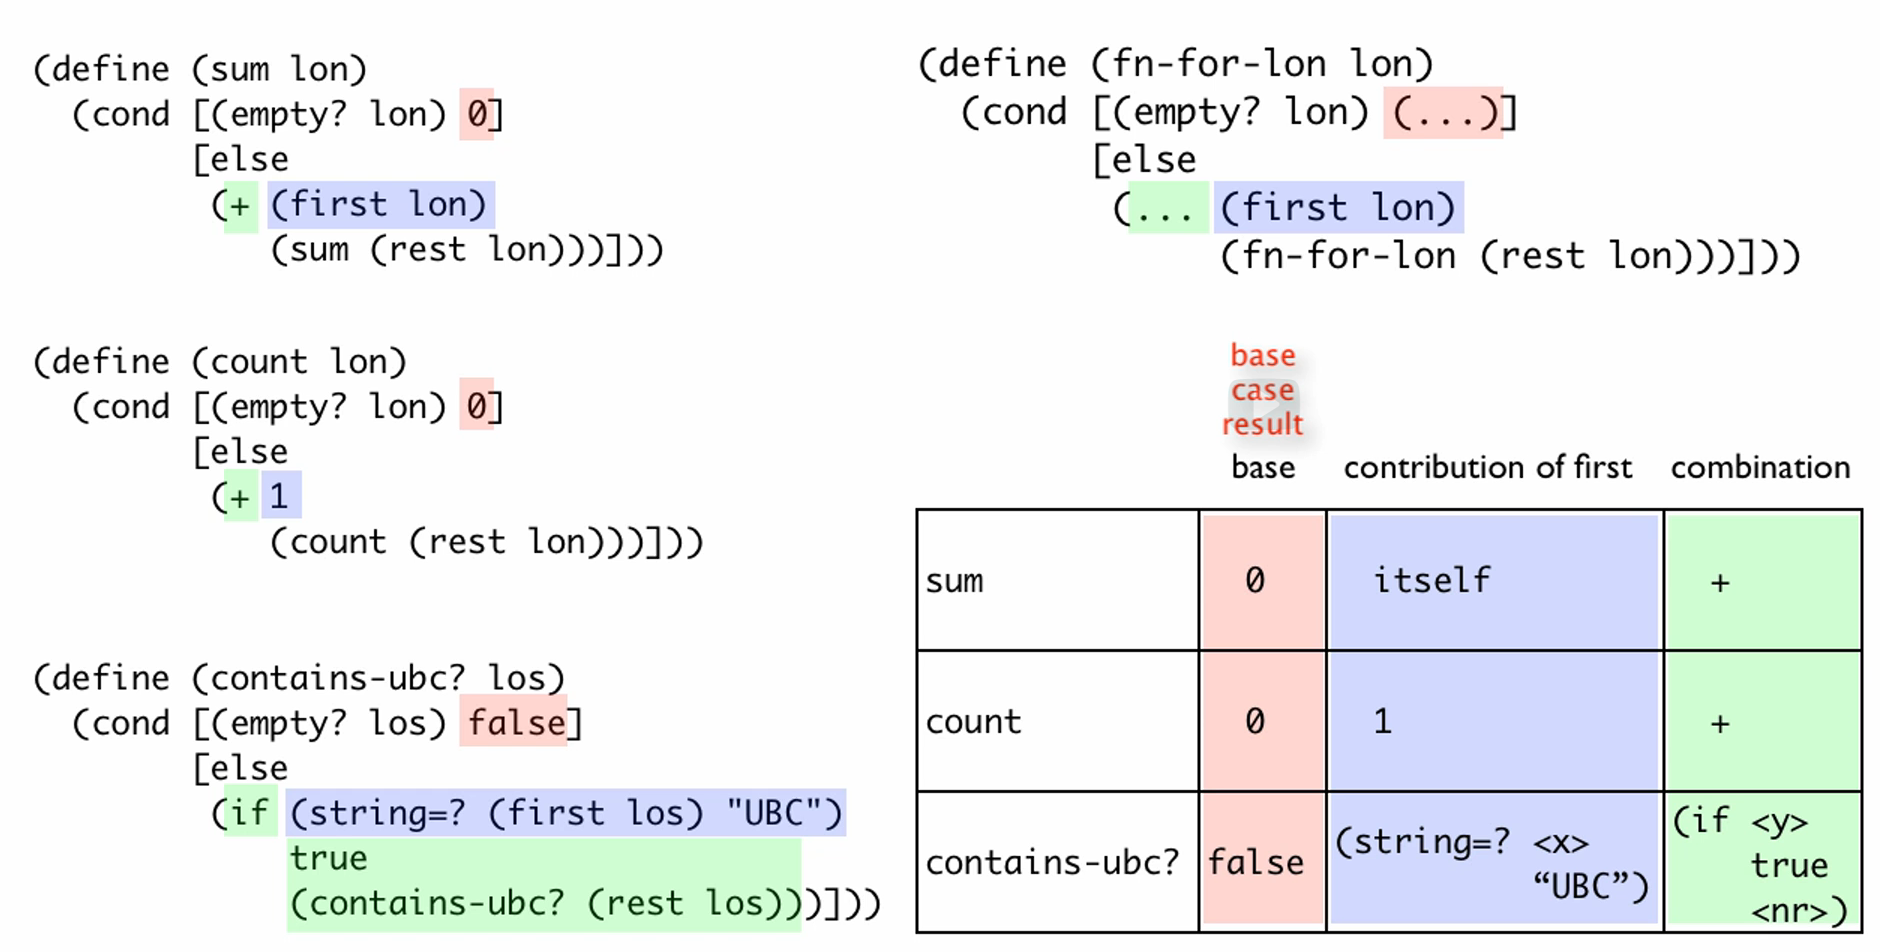 (define (sum lon)
(cond [(empty? lon) 0]
[else
(+ (first lon)
(sum (rest lon)))]))
(define (count lon)
(cond [(empty? lon) 0]
[else
(+ 1
(count (rest lon)))]))
(define (contains-ubc? los)
(cond [(empty? los) false]
[else
(if (string=? (first los) "UBC")
true
(contains-ubc? (rest los)))]))
(define (fn-for-lon lon)
(cond [(empty? lon) (...)]
[else
(... (first lon)
(fn-for-lon (rest lon)))]))
base
case
result
base contribution of first combination
sum 0 itself +
count 0 1 +
contains-ubc? false (string=? <x> “UBC”) (if <y> true <nr>)